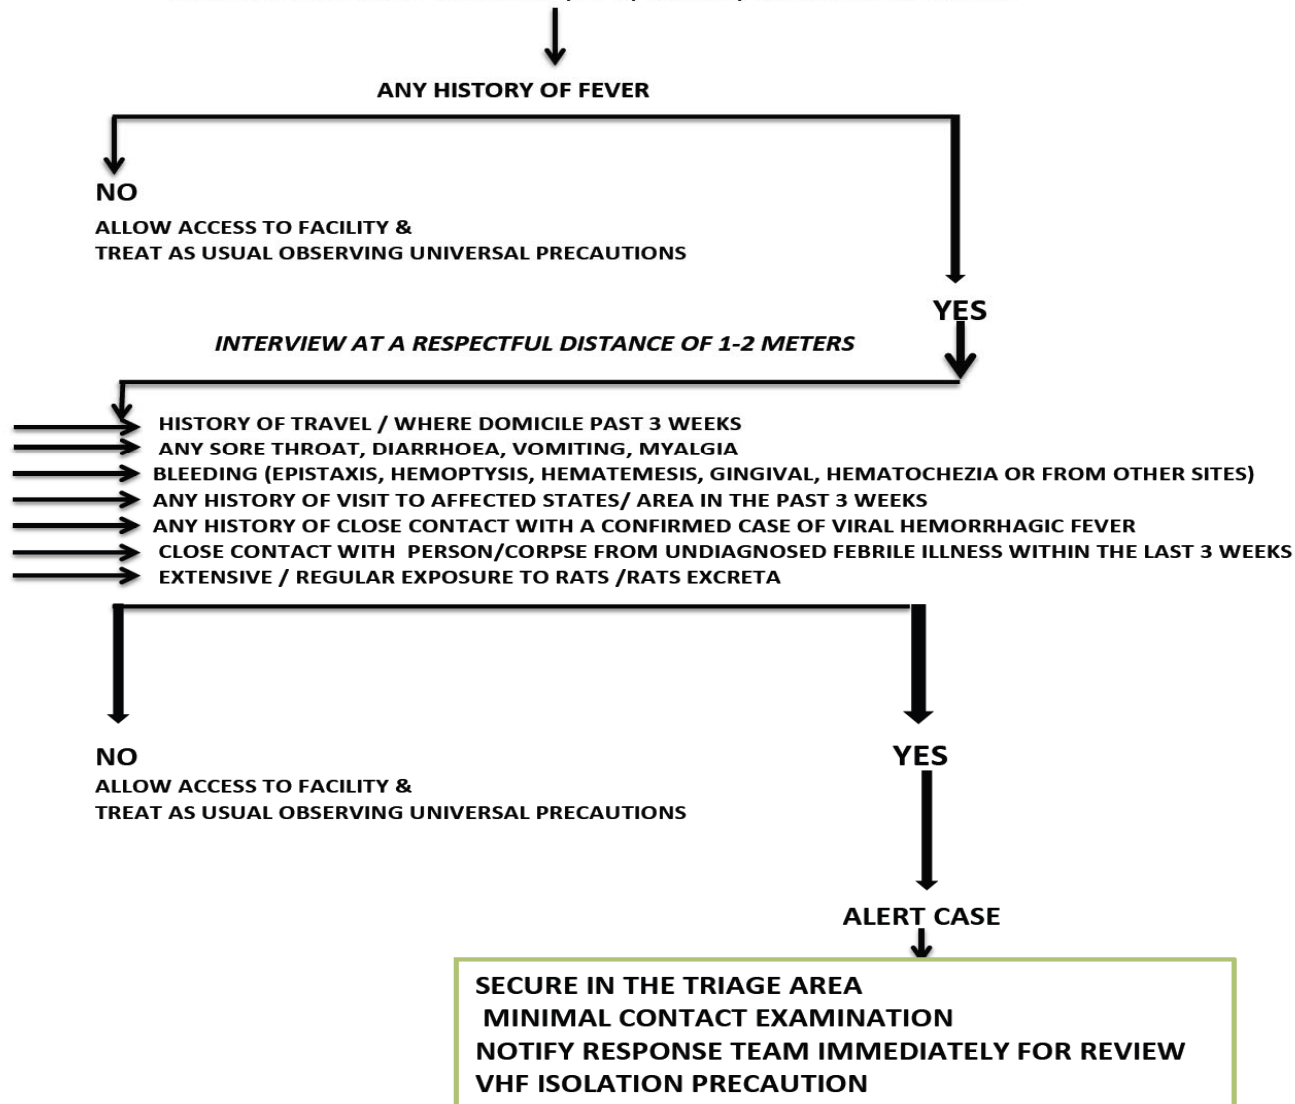 ANY HISTORY OF FEVER
NO
ALLOW ACCESS TO FACILITY &
TREAT AS USUAL OBSERVING UNIVERSAL PRECAUTIONS
YES
INTERVIEW AT A RESPECTFUL DISTANCE OF 1-2 METERS
HISTORY OF TRAVEL / WHERE DOMICILE PAST 3 WEEKS
ANY SORE THROAT, DIARRHOEA, VOMITING, MYALGIA
BLEEDING (EPISTAXIS, HEMOPTYSIS, HEMATEMESIS, GINGIVAL, HEMATOCHEZIA OR FROM OTHER SITES)
ANY HISTORY OF VISIT TO AFFECTED STATES/ AREA IN THE PAST 3 WEEKS
ANY HISTORY OF CLOSE CONTACT WITH A CONFIRMED CASE OF VIRAL HEMORRHAGIC FEVER
CLOSE CONTACT WITH PERSON/CORPSE FROM UNDIAGNOSED FEBRILE ILLNESS WITHIN THE LAST 3 WEEKS
EXTENSIVE / REGULAR EXPOSURE TO RATS /RATS EXCRETA
NO
ALLOW ACCESS TO FACILITY &
TREAT AS USUAL OBSERVING UNIVERSAL PRECAUTIONS
YES
ALERT CASE
SECURE IN THE TRIAGE AREA
MINIMAL CONTACT EXAMINATION
NOTIFY RESPONSE TEAM IMMEDIATELY FOR REVIEW
VHF ISOLATION PRECAUTION